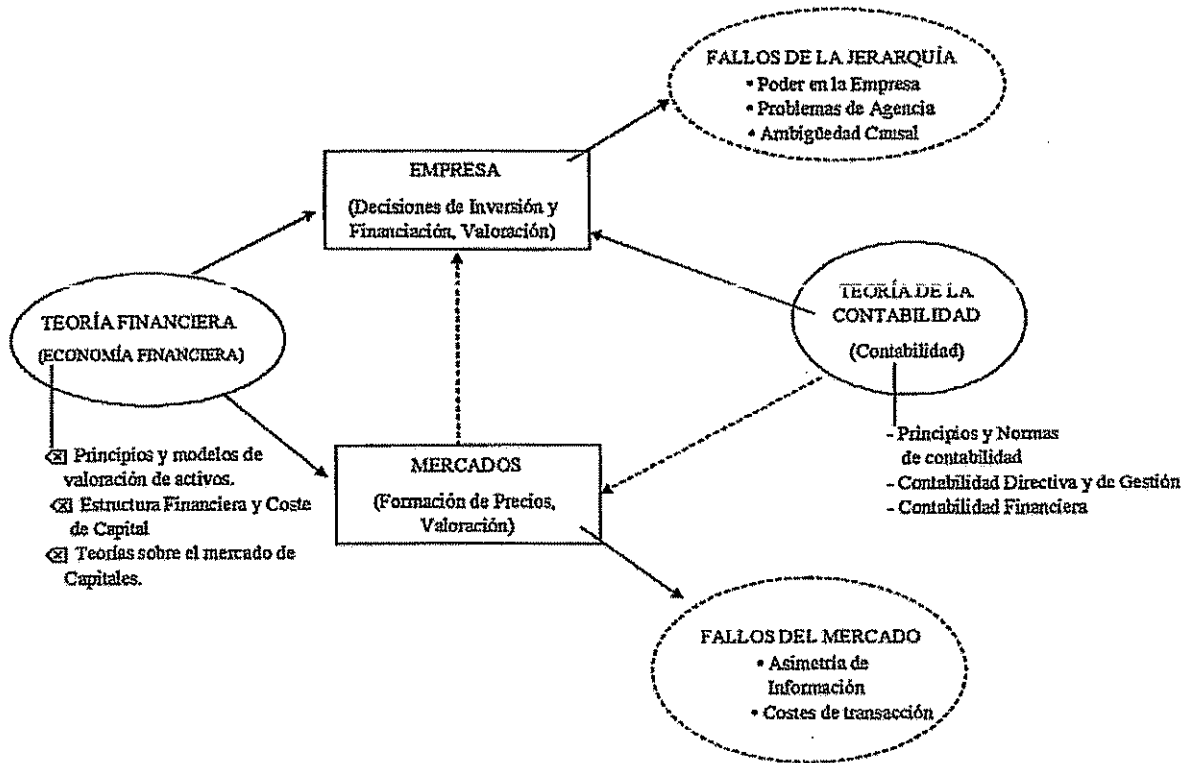 FALLOS DE LA JERARQUÍA
• Poder en la Empresa
• Problemas de Agencia
• Ambigüedad Causal
EMPRESA
(Decisiones de Inversión y
Financiación, Valoración)
TEORÍA FINANCIERA
(ECONOMÍA FINANCIERA)
Principios y modelos de
valoración de activos.
Estructura Financiera y Coste
de Capital
Teorías sobre el mercado de
Capitales.
TEORÍA DE LA
CONTABILIDAD
(Contabilidad)
- Principios y Normas
de contabilidad
- Contabilidad Directiva y de Gestión
- Contabilidad Financiera
MERCADOS
(Formación de Precios,
Valoración)
FALLOS DEL MERCADO
• Asimetría de
Información
• Costes de transacción